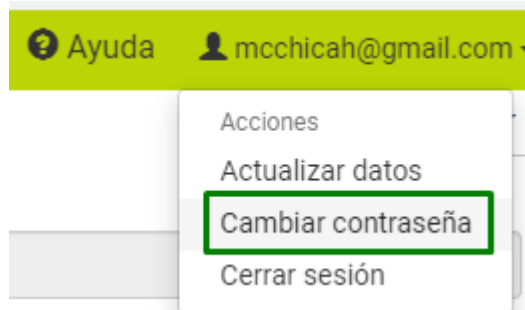 Ayuda mcchicah@gmail.com
Acciones
Actualizar datos
Cambiar contraseña
Cerrar sesión